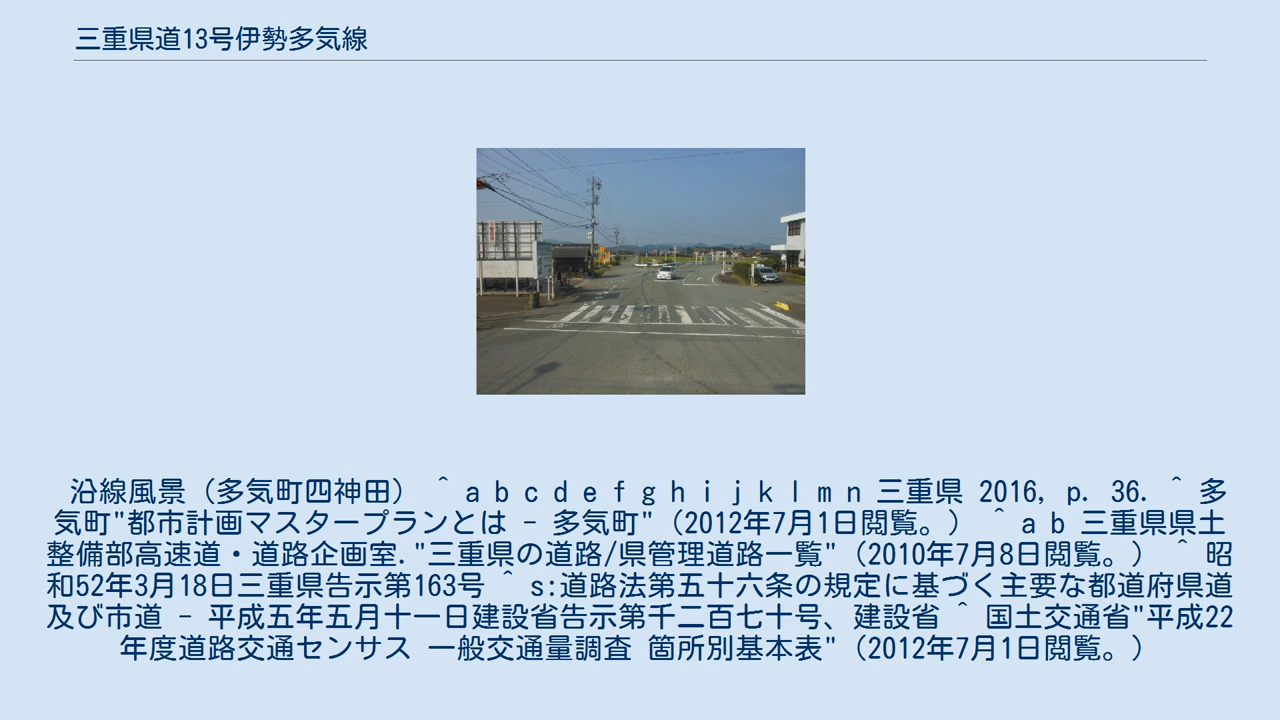 三重県道13号伊勢多気線
沿線風景（多気町四神田） ^ a b c d e f g h i j k l m n 三重県 2016, p. 36. ^ 多
気町"都市計画マスタープランとは - 多気町"（2012年7月1日閲覧。） ^ a b 三重県県土
整備部高速道・道路企画室."三重県の道路/県管理道路一覧"（2010年7月8日閲覧。） ^ 昭
和52年3月18日三重県告示第163号 ^ s:道路法第五十六条の規定に基づく主要な都道府県道
及び市道 - 平成五年五月十一日建設省告示第千二百七十号、建設省 ^ 国土交通省"平成22
年度道路交通センサス 一般交通量調査 箇所別基本表"（2012年7月1日閲覧。）